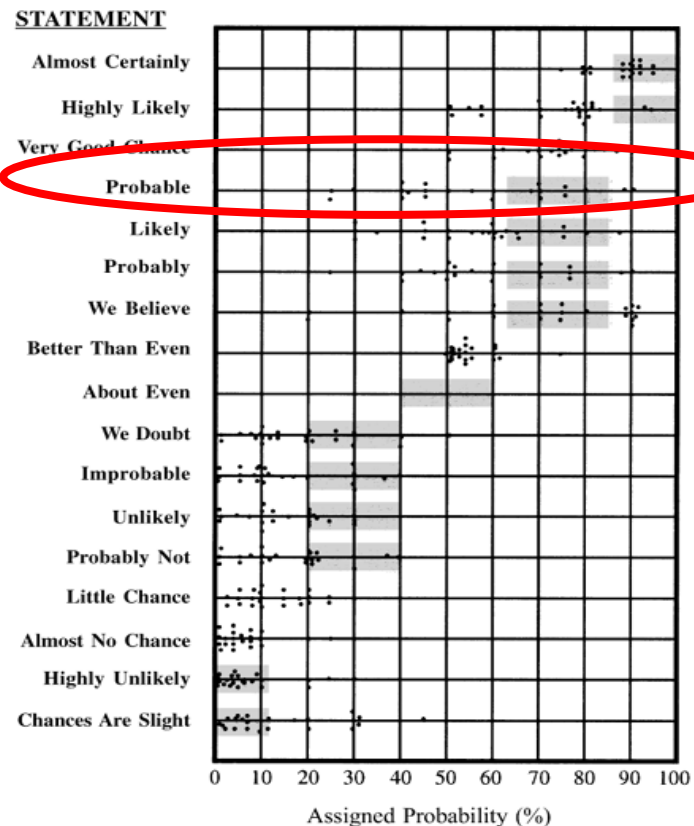 STATEMENT
Almost Certainly
Highly Likely
Very Good Chance
Probable
Likely
Probably
We Believe
Better Than Even
About Even
We Doubt
Improbable
Unlikely
Probably Not
Little Chance
Almost No Chance
Highly Unlikely
Chances Are Slight
0 10 20 30 40 50 60 70 80 90 100
Assigned Probability (%)